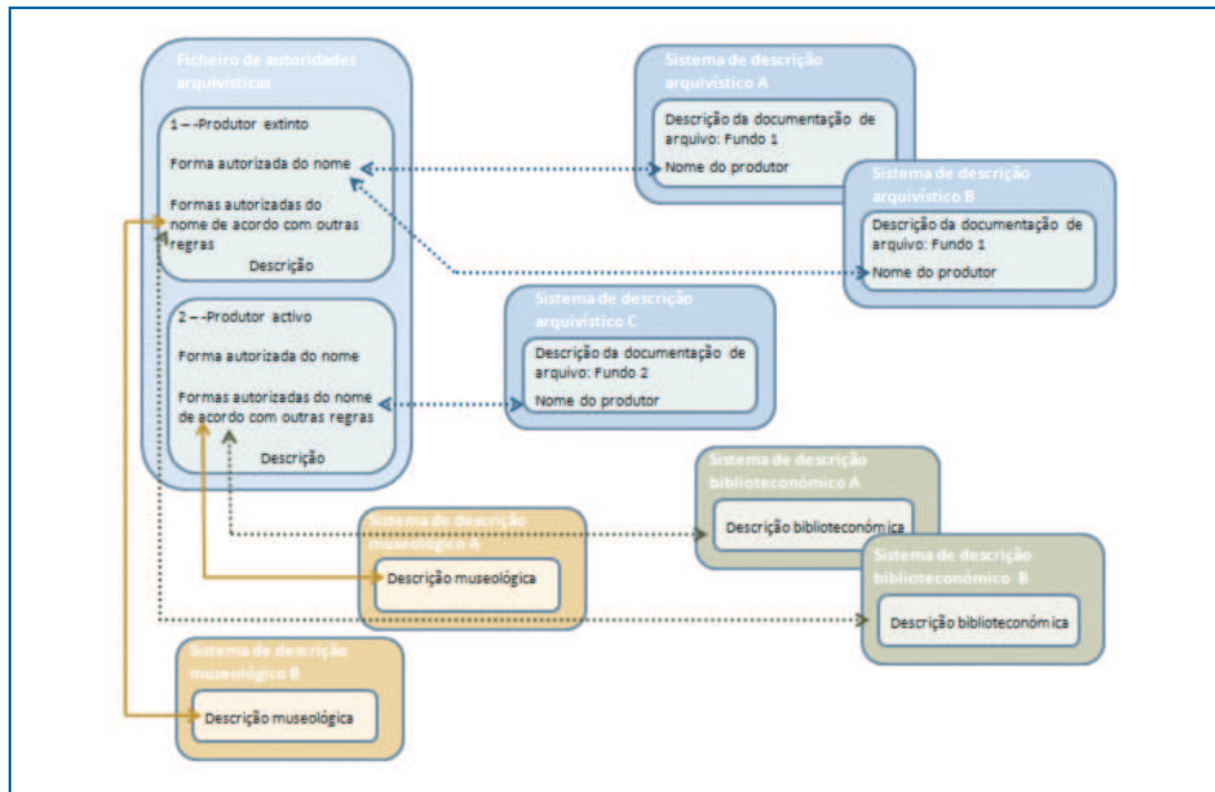 Ficheiro de autoridades
arquivísticas
1 – -Produtor extinto
Forma autorizada do nome
Formas autorizadas do
nome de acordo com outras
regras
Descrição
2 – -Produtor activo
Forma autorizada do nome
Formas autorizadas do nome
de acordo com outras regras
Descrição
Sistema de descrição
arquivístico A
Descrição da documentação de
arquivo: Fundo 1
Nome do produtor
Sistema de descrição
arquivístico B
Descrição da documentação de
arquivo: Fundo 1
Nome do produtor
Sistema de descrição
arquivístico C
Descrição da documentação de
arquivo: Fundo 2
Nome do produtor
Sistema de descrição
biblioteconómico A
Descrição biblioteconómica
Sistema de descrição
biblioteconómico B
Descrição biblioteconómica
Sistema de descrição
museológico A
Descrição museológica
Sistema de descrição
museológico B
Descrição museológica